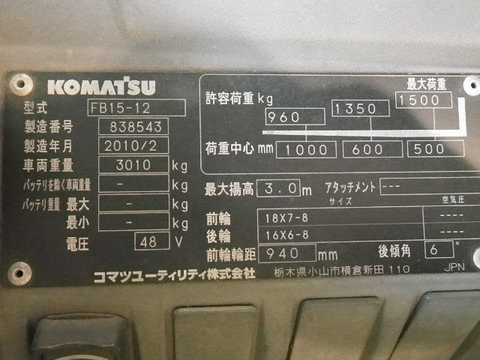 KOMATSU
型式 FB15-12
製造番号 838543
製造年月 2010/2
車両重量 3010 kg
バッテリを除く車両重量 - kg
バッテリ重量 最大 - kg
最小 - kg
電圧 48 V
最大荷重
許容荷重 kg 960 1350 1500
荷重中心 mm 1000 600 500
最大揚高 3.0 m アタッチメント ---
サイズ 空気圧
前輪 18X7-8 ----
後輪 16X6-8 ----
前輪輪距 940 mm 後傾角 6°
コマツユーティリティ株式会社 栃木県小山市横倉新田 110 JPN